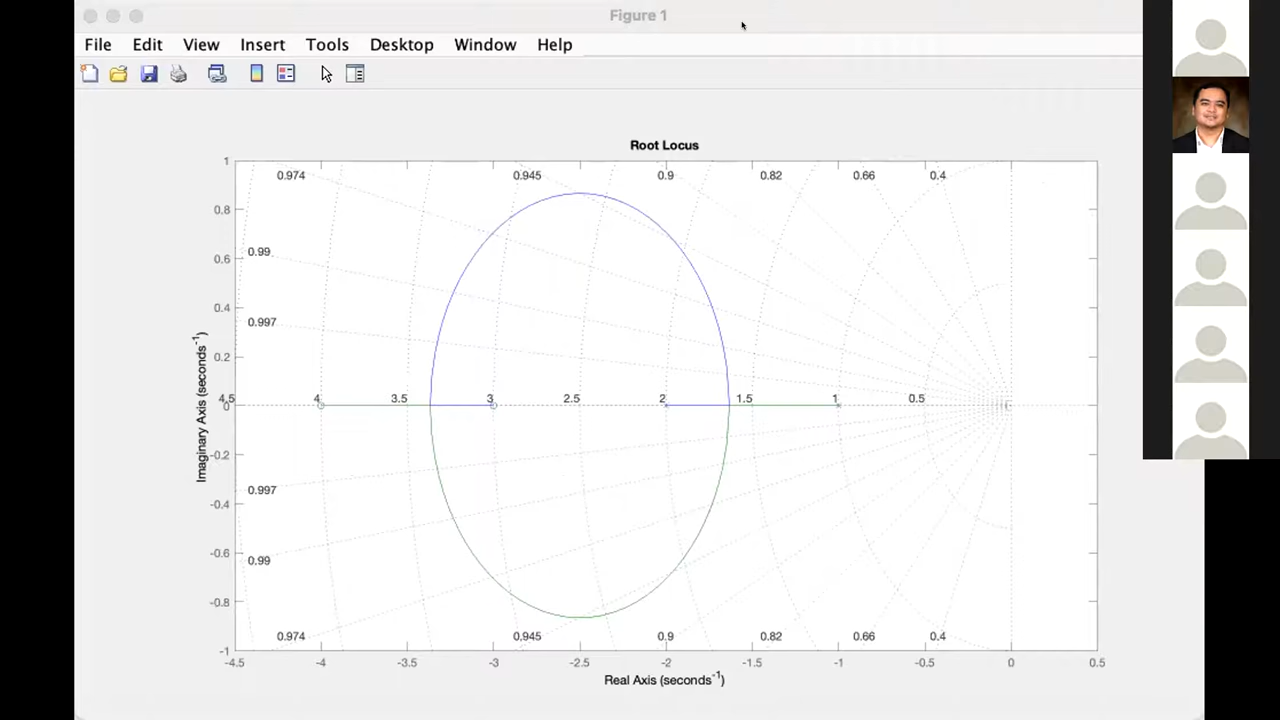 Figure 1
File Edit View Insert Tools Desktop Window Help
Root Locus
1
0.974 0.945 0.9 0.82 0.66 0.4
0.8
0.6
0.99
0.4
0.997
0.2
4.5 4 3.5 3 2.5 2 1.5 1 0.5
0
-0.2
0.997
-0.4
0.99
-0.6
-0.8
0.974 0.945 0.9 0.82 0.66 0.4
-1
-4.5 -4 -3.5 -3 -2.5 -2 -1.5 -1 -0.5 0 0.5
Real Axis (seconds⁻¹)
Imaginary Axis (seconds⁻¹)